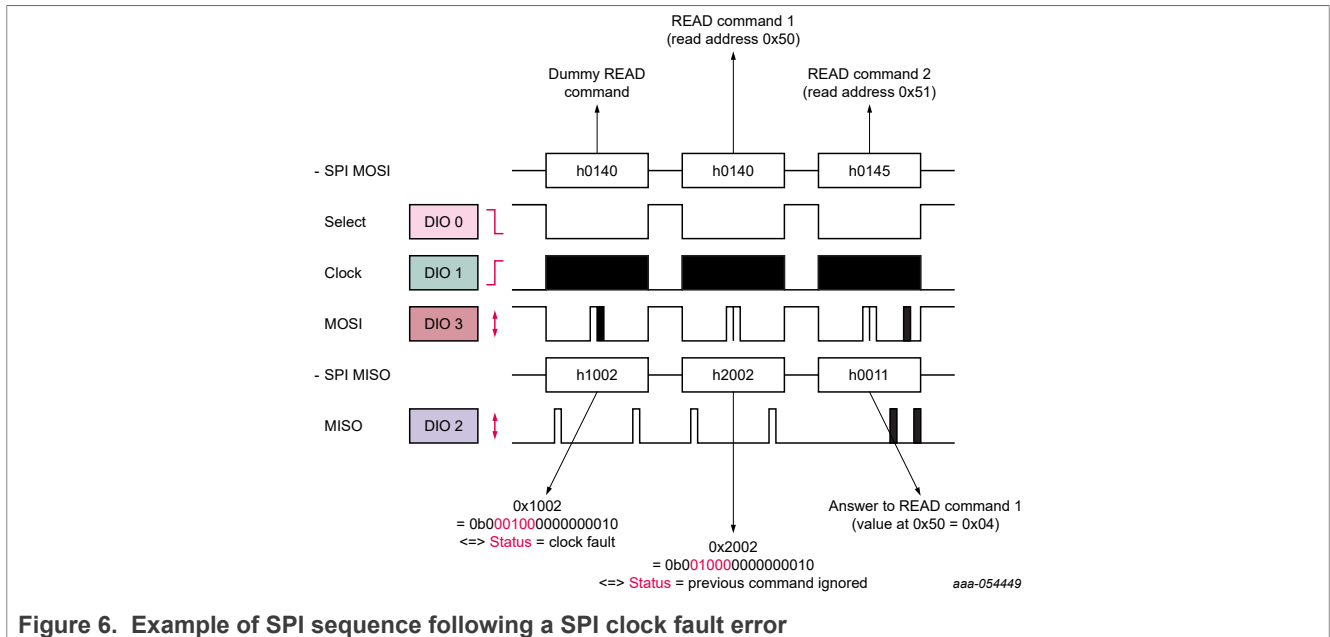 READ command 1
(read address 0x50)
Dummy READ
command
READ command 2
(read address 0x51)
- SPI MOSI
h0140
h0140
h0145
Select
DIO 0
Clock
DIO 1
MOSI
DIO 3
- SPI MISO
h1002
h2002
h0011
MISO
DIO 2
0x1002
= 0b0001000000000010
<=> Status = clock fault
0x2002
= 0b0010000000000010
<=> Status = previous command ignored
Answer to READ command 1
(value at 0x50 = 0x04)
aaa-054449
Figure 6. Example of SPI sequence following a SPI clock fault error